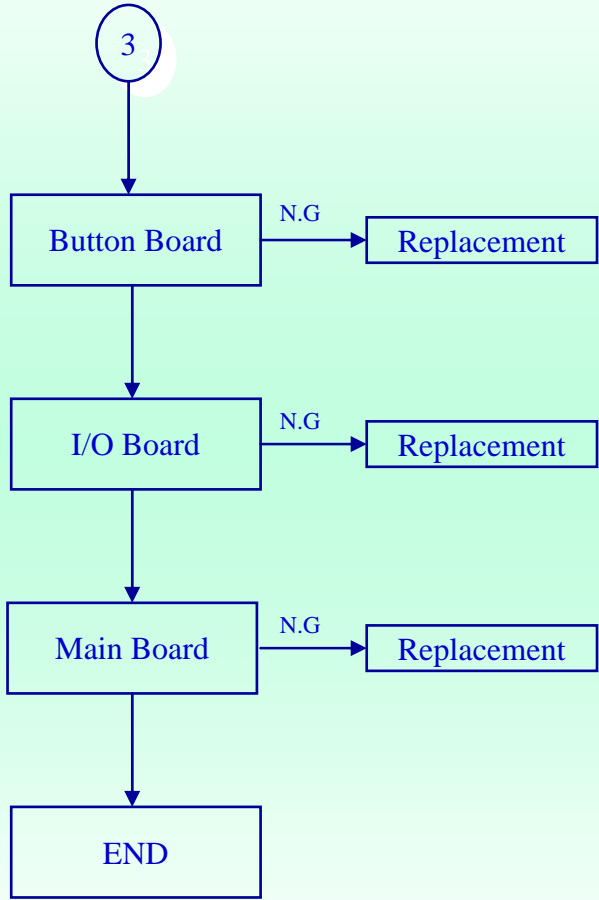 3
Button Board
N.G
Replacement
I/O Board
N.G
Replacement
Main Board
N.G
Replacement
END